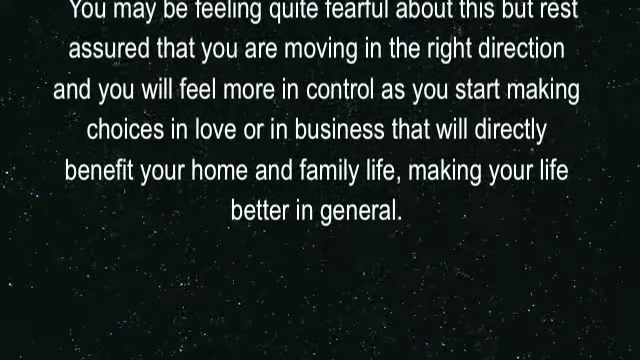 You may be feeling quite fearful about this but rest
assured that you are moving in the right direction
and you will feel more in control as you start making
choices in love or in business that will directly
benefit your home and family life, making your life
better in general.